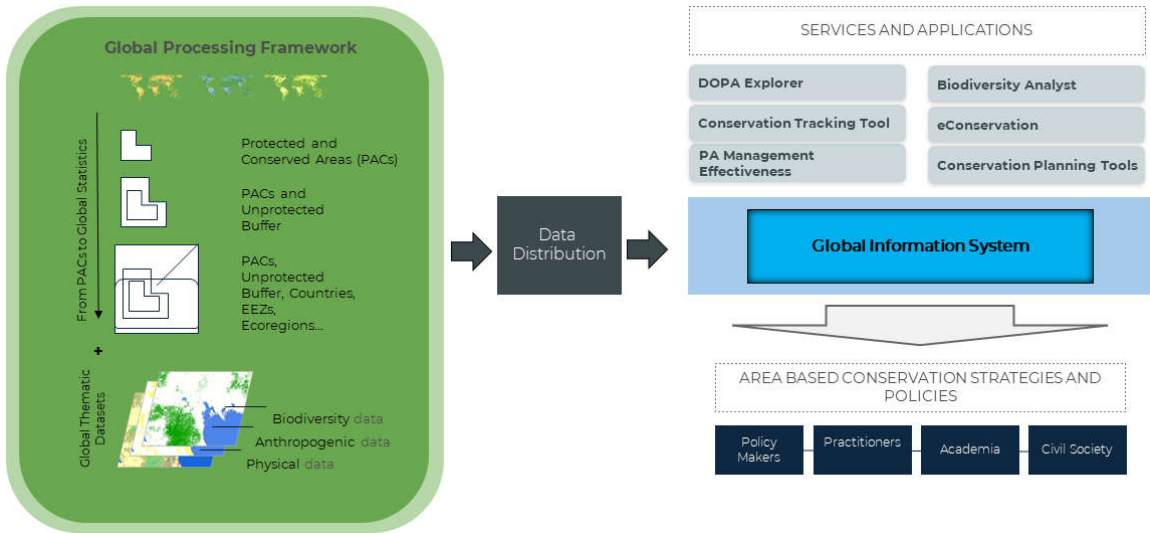 Global Processing Framework
From PACs to Global Statistics
Protected and
Conserved Areas (PACs)
PACs and
Unprotected
Buffer
PACs,
Unprotected
Buffer, Countries,
EEZs,
Ecoregions...
+
Global Thematic
Datasets
Biodiversity data
Anthropogenic data
Physical data
Data
Distribution
SERVICES AND APPLICATIONS
DOPA Explorer
Biodiversity Analyst
Conservation Tracking Tool
eConservation
PA Management
Effectiveness
Conservation Planning Tools
Global Information System
AREA BASED CONSERVATION STRATEGIES AND
POLICIES
Policy
Makers
Practitioners
Academia
Civil Society